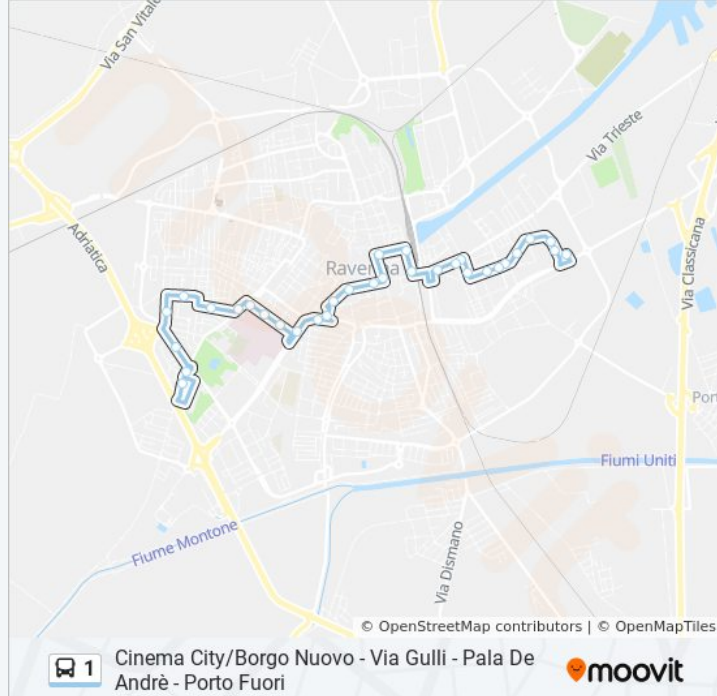 Via San Vitale
Via Trieste
Adriatica
Ravenna
Via Classicana
Port
Fiumi Uniti
Fiume Montone
Via Dismano
© OpenStreetMap contributors | © OpenMapTiles
1
Cinema City/Borgo Nuovo - Via Gulli - Pala De
Andrè - Porto Fuori
moovit